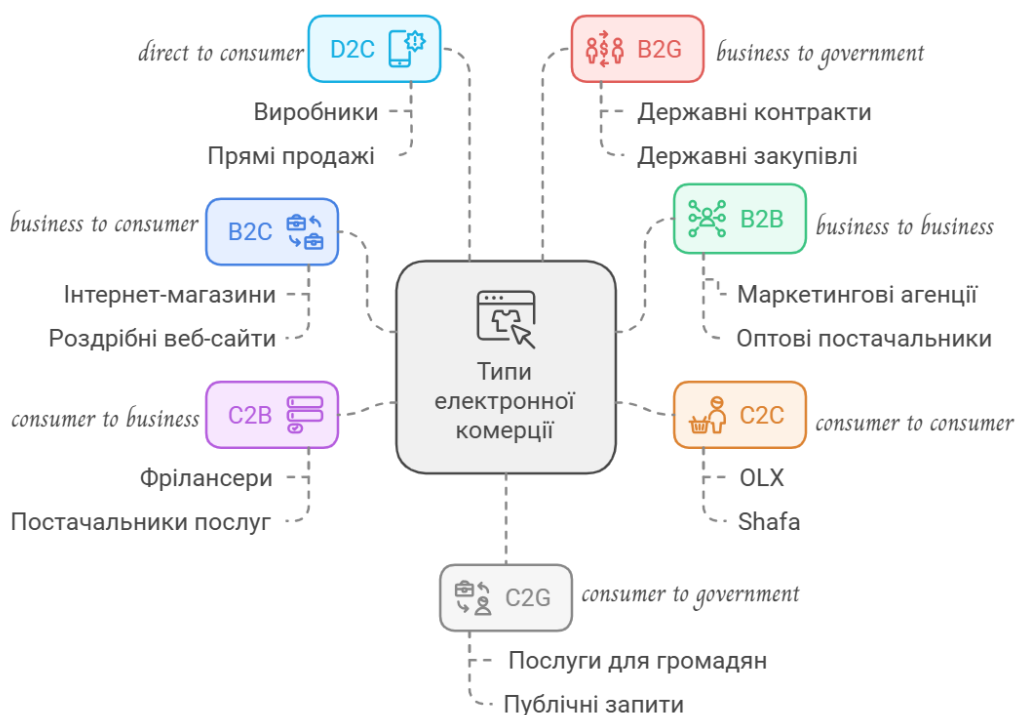 direct to consumer
D2C
Виробники
Прямі продажі
B2G
business to government
Державні контракти
Державні закупівлі
business to consumer
B2C
Інтернет-магазини
Роздрібні веб-сайти
B2B
business to business
Маркетингові агенції
Оптові постачальники
Типи
електронної
комерції
consumer to business
C2B
Фрілансери
Постачальники послуг
C2C
consumer to consumer
OLX
Shafa
C2G
consumer to government
Послуги для громадян
Публічні запити